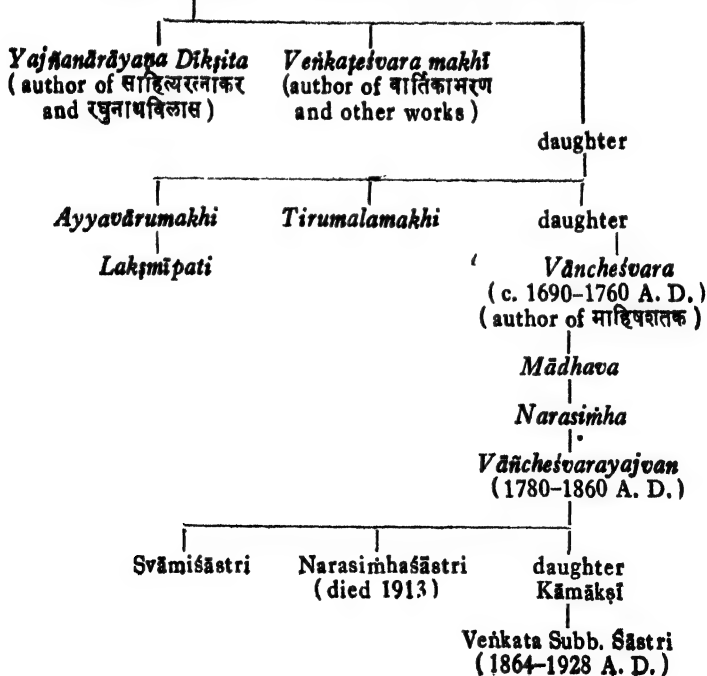 Yajñanārāyaṇa Dīkṣita
Veṅkaṭeśvara makhī
(author of साहित्यरत्नाकर
(author of वार्तिकाभरण
and रघुनाथविलास)
and other works)
daughter
Ayyavārumakhi
Tirumalamakhi
daughter
Lakṣmīpati
Vāncheśvara
(c. 1690–1760 A. D.)
(author of माहिषशतक)
Mādhava
Narasiṁha
Vāñcheśvarayajvan
(1780–1860 A. D.)
Svāmiśāstri
Narasiṁhaśāstri
daughter
(died 1913)
Kāmākṣī
Veṅkata Subb. Śāstri
(1864–1928 A. D.)